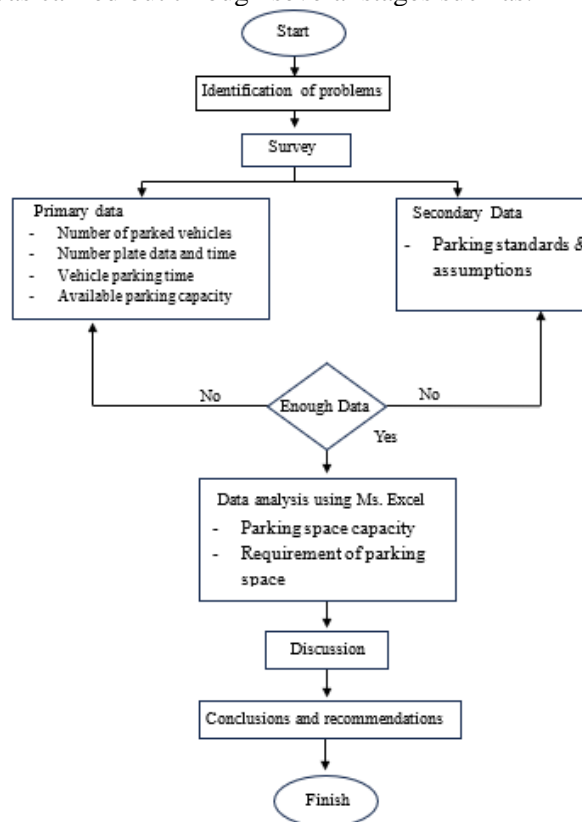 Start
Identification of problems
Survey
Primary data
- Number of parked vehicles
- Number plate data and time
- Vehicle parking time
- Available parking capacity
Secondary Data
- Parking standards &
assumptions
No
Enough Data
No
Yes
Data analysis using Ms. Excel
- Parking space capacity
- Requirement of parking
space
Discussion
Conclusions and recommendations
Finish